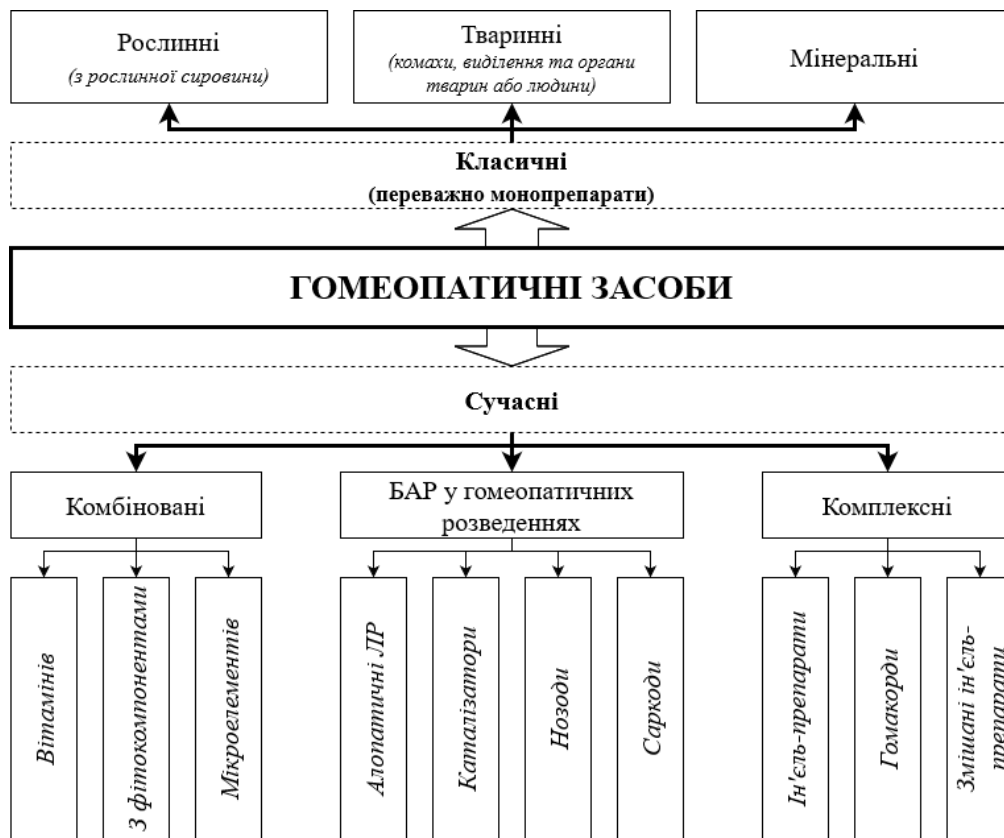 Рослинні
(з рослинної сировини)
Тваринні
(комахи, виділення та органи
тварин або людини)
Мінеральні
Класичні
(переважно монопрепарати)
ГОМЕОПАТИЧНІ ЗАСОБИ
Сучасні
Комбіновані
БАР у гомеопатичних
розведеннях
Комплексні
Вітамінів
З фітокомпонентами
Мікроелементів
Алопатичні ЛР
Каталізатори
Нозоди
Саркоди
Ін'єль-препарати
Гомакорди
Змішані ін'єль-
препарати